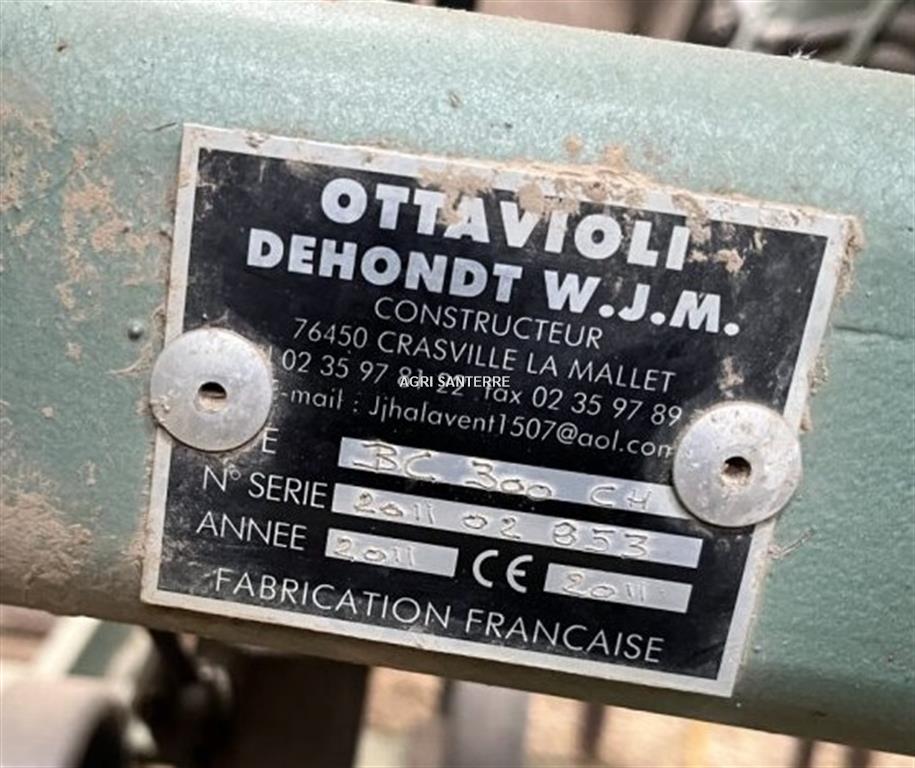 OTTAVIOLI
DEHONDT W.J.M.
CONSTRUCTEUR
76450 CRASVILLE LA MALLET
02 35 97 81 22 fax 02 35 97 89
-mail : Jjhalavent1507@aol.com
AGRI SANTERRE
BC 300 CH
N° SERIE 2011 02 853
ANNEE 2011 CE 2011
FABRICATION FRANCAISE